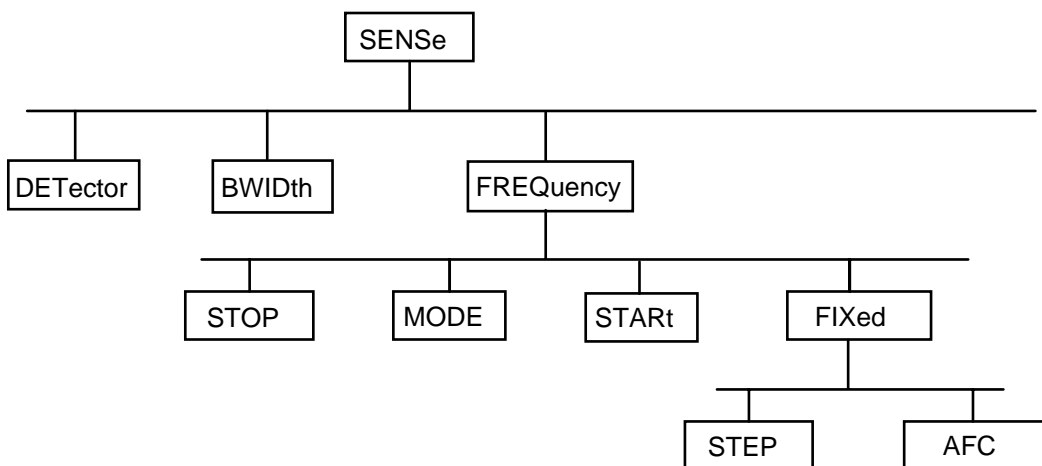 SENSe
DETector BWIDth FREQuency
STOP MODE STARt FIXed
STEP AFC